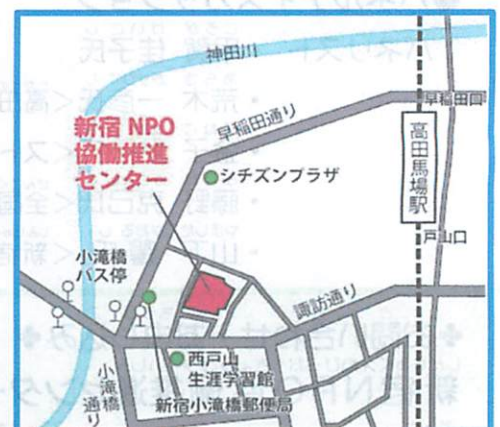 神田川
早稲田口
早稲田通り
新宿 NPO
協働推進
センター
高田馬場駅
シチズンプラザ
戸山口
小滝橋
バス停
諏訪通り
西戸山
生涯学習館
小滝橋通り
新宿小滝橋郵便局